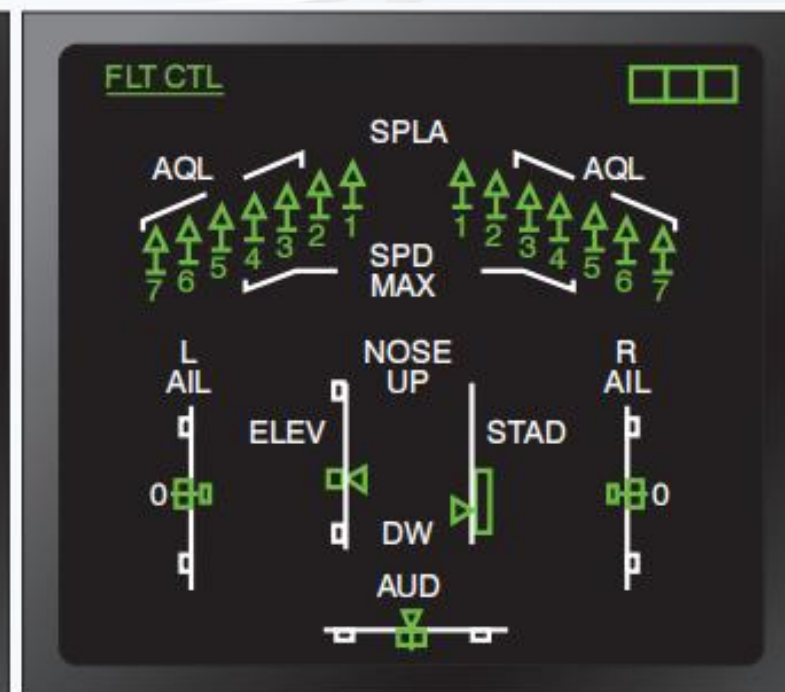 FLT CTL
SPLA
AQL AQL
7 6 5 4 3 2 1 1 2 3 4 5 6 7
SPD
MAX
L NOSE R
AIL UP AIL
ELEV STAD
0 0
DW
AUD